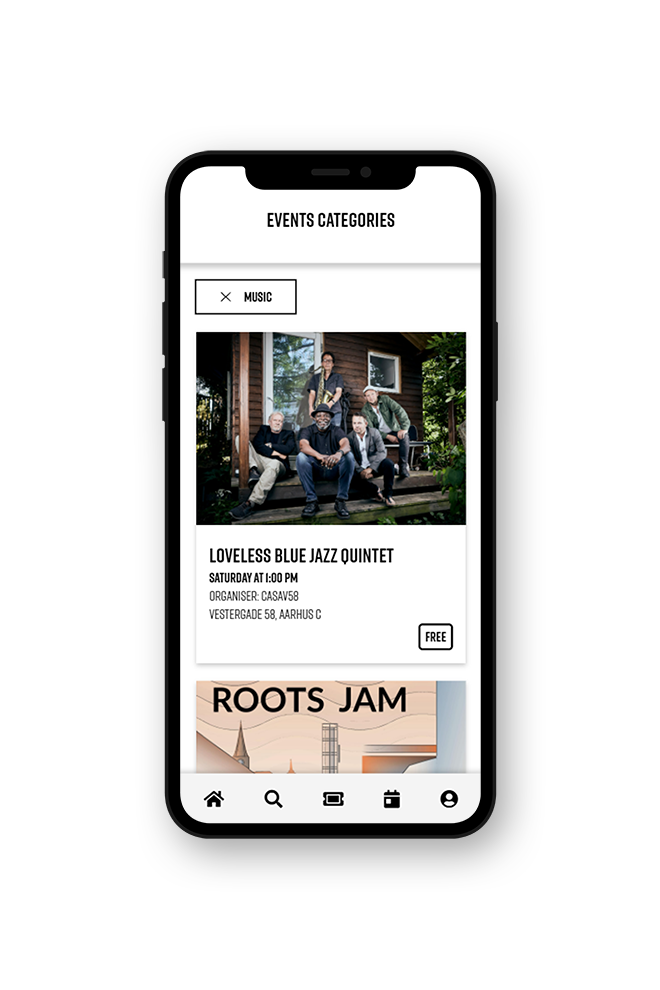 EVENTS CATEGORIES
MUSIC
LOVELESS BLUE JAZZ QUINTET
SATURDAY AT 1:00 PM
ORGANISER: CASAV58
VESTERGADE 58, AARHUS C
FREE
ROOTS JAM